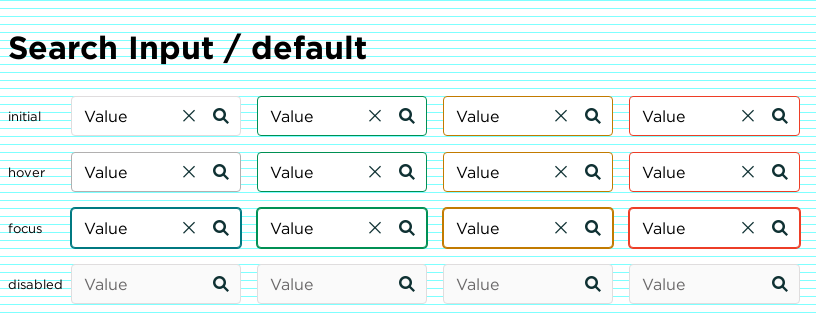 Search Input / default
initial Value Value Value Value
hover Value Value Value Value
focus Value Value Value Value
disabled Value Value Value Value